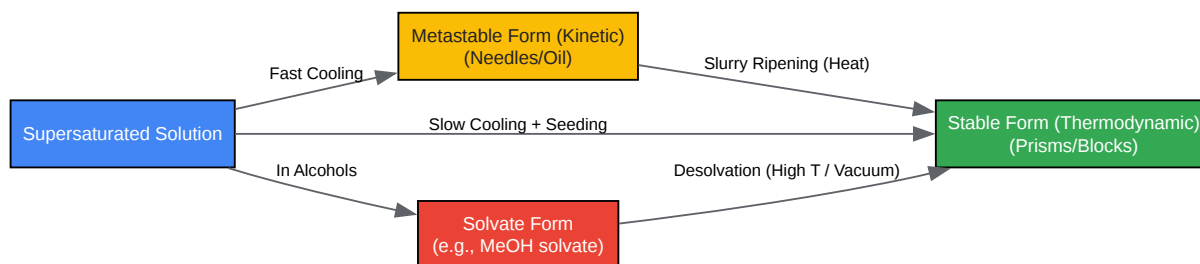 Metastable Form (Kinetic)
(Needles/Oil)
Fast Cooling
Slurry Ripening (Heat)
Supersaturated Solution
Slow Cooling + Seeding
Stable Form (Thermodynamic)
(Prisms/Blocks)
In Alcohols
Desolvation (High T / Vacuum)
Solvate Form
(e.g., MeOH solvate)